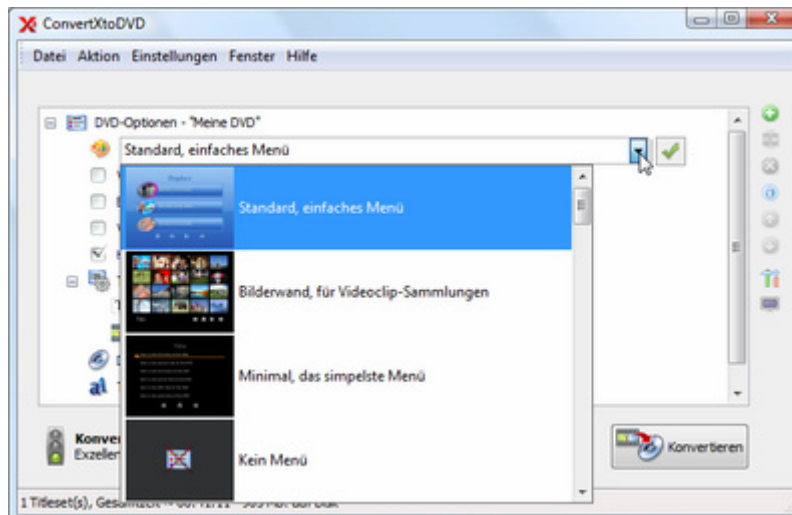 ConvertXtoDVD
Datei Aktion Einstellungen Fenster Hilfe
DVD-Optionen - "Meine DVD"
Standard, einfaches Menü
Standard, einfaches Menü
Bilderwand, für Videoclip-Sammlungen
Minimal, das simpelste Menü
Kein Menü
Konver
Exzellen
Konvertieren
1 Titleset(s),